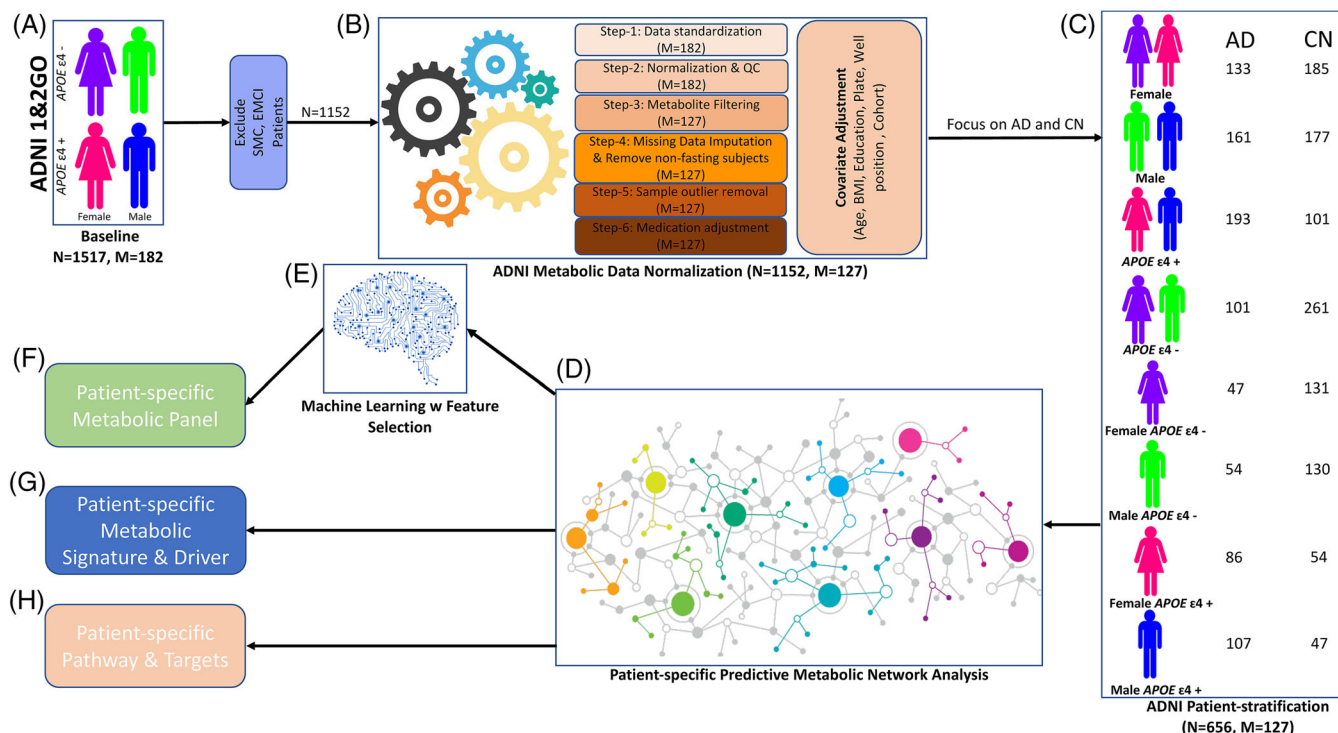 (A)
ADNI 1&2GO
APOE ε4 -
APOE ε4 +
Female
Male
Baseline
N=1517, M=182
Exclude
SMC, EMCI
Patients
N=1152
(B)
Step-1: Data standardization
(M=182)
Step-2: Normalization & QC
(M=182)
Step-3: Metabolite Filtering
(M=127)
Step-4: Missing Data Imputation
& Remove non-fasting subjects
(M=127)
Step-5: Sample outlier removal
(M=127)
Step-6: Medication adjustment
(M=127)
Covariate Adjustment
(Age, BMI, Education, Plate, Well
position , Cohort)
ADNI Metabolic Data Normalization (N=1152, M=127)
Focus on AD and CN
(C)
AD CN
133 185
Female
161 177
Male
193 101
APOE ε4 +
101 261
APOE ε4 -
47 131
Female APOE ε4 -
54 130
Male APOE ε4 -
86 54
Female APOE ε4 +
107 47
Male APOE ε4 +
ADNI Patient-stratification
(N=656, M=127)
(D)
Patient-specific Predictive Metabolic Network Analysis
(E)
Machine Learning w Feature
Selection
(F)
Patient-specific
Metabolic Panel
(G)
Patient-specific
Metabolic
Signature & Driver
(H)
Patient-specific
Pathway & Targets